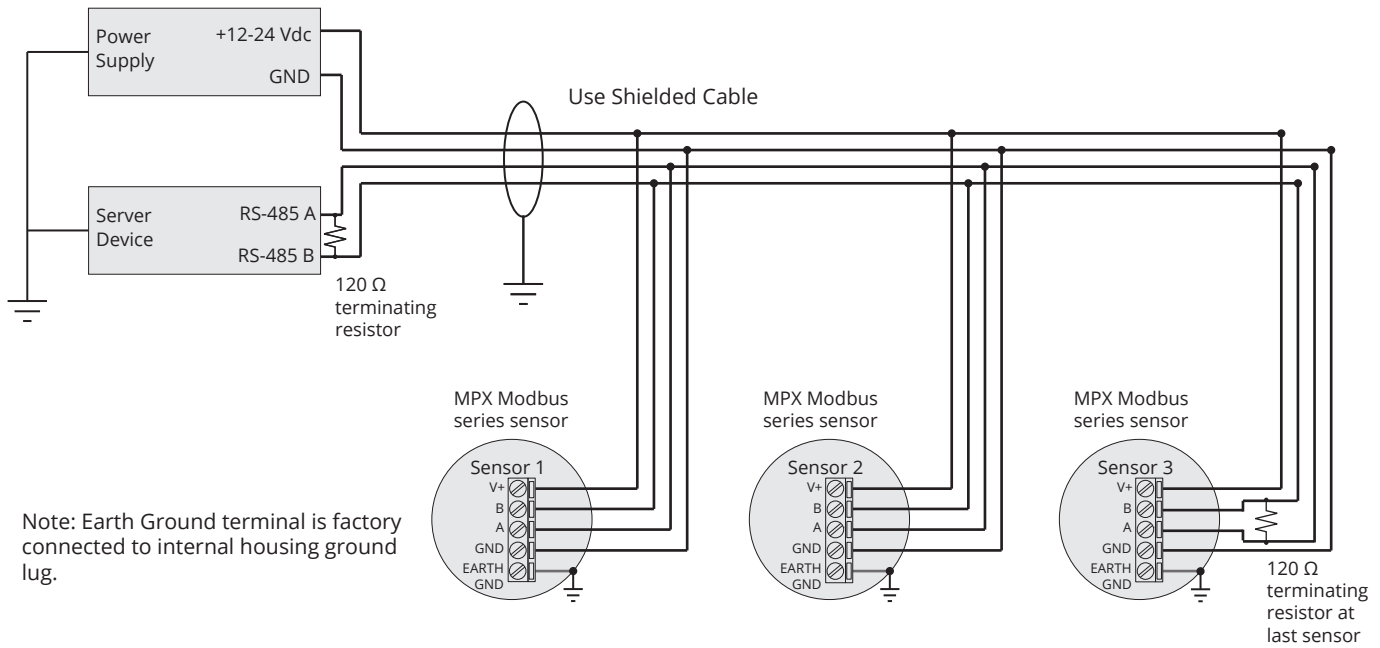 Power
Supply
+12-24 Vdc
GND
Use Shielded Cable
Server
Device
RS-485 A
RS-485 B
120 Ω
terminating
resistor
MPX Modbus
series sensor
Sensor 1
V+
B
A
GND
EARTH
GND
MPX Modbus
series sensor
Sensor 2
V+
B
A
GND
EARTH
GND
MPX Modbus
series sensor
Sensor 3
V+
B
A
GND
EARTH
GND
120 Ω
terminating
resistor at
last sensor
Note: Earth Ground terminal is factory
connected to internal housing ground
lug.